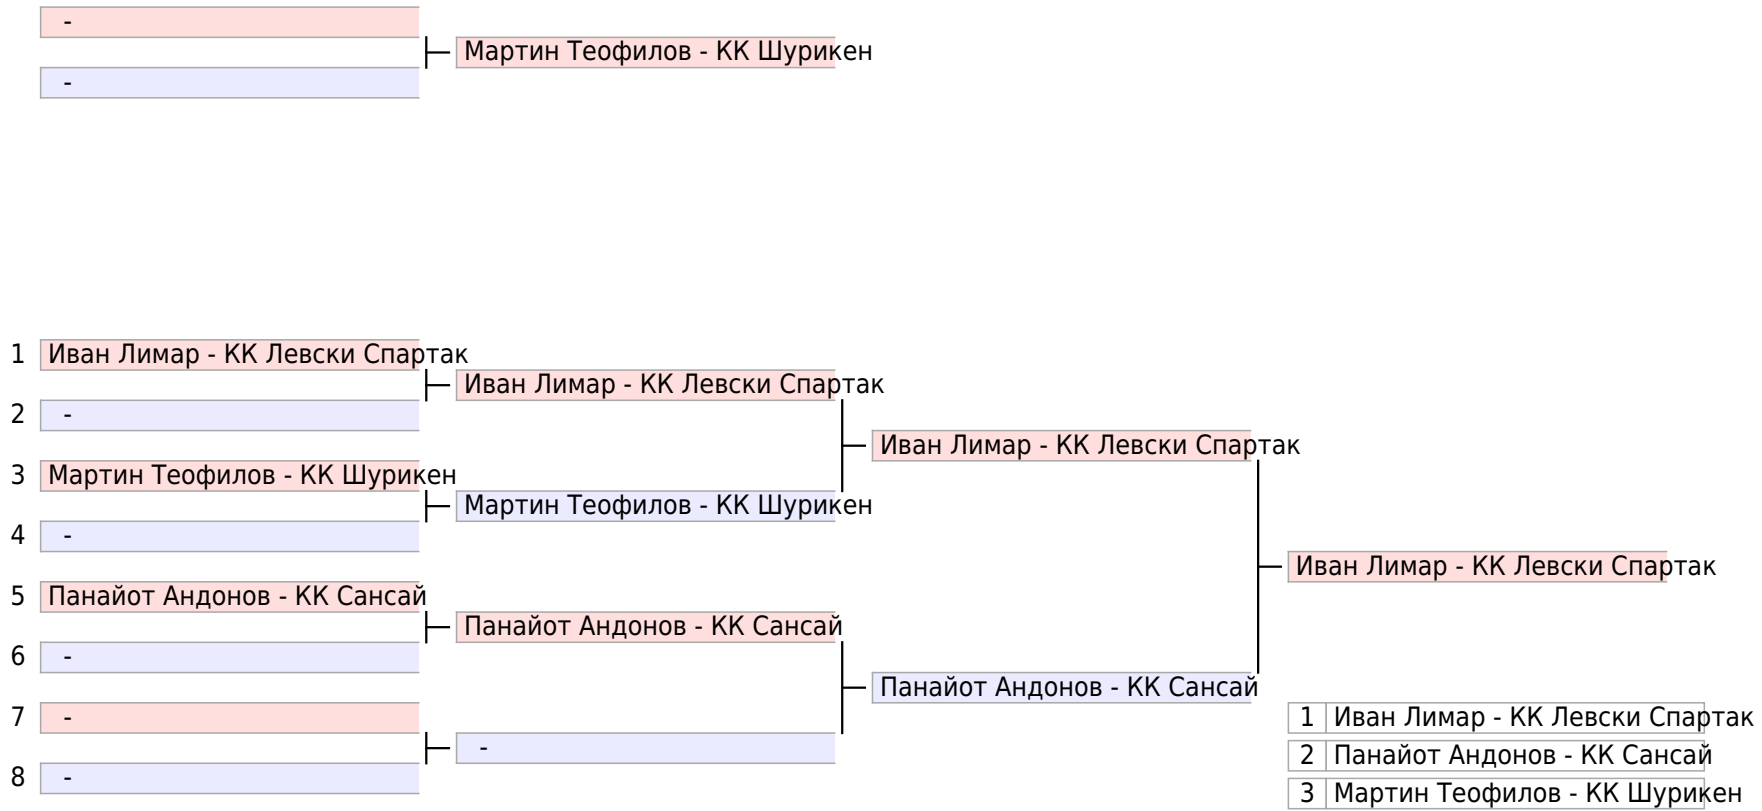 -
Мартин Теофилов - КК Шурикен
-
1 Иван Лимар - КК Левски Спартак
Иван Лимар - КК Левски Спартак
2 -
Иван Лимар - КК Левски Спартак
3 Мартин Теофилов - КК Шурикен
Мартин Теофилов - КК Шурикен
4 -
Иван Лимар - КК Левски Спартак
5 Панайот Андонов - КК Сансай
Панайот Андонов - КК Сансай
6 -
Панайот Андонов - КК Сансай
7 -
-
8 -
1 Иван Лимар - КК Левски Спартак
2 Панайот Андонов - КК Сансай
3 Мартин Теофилов - КК Шурикен